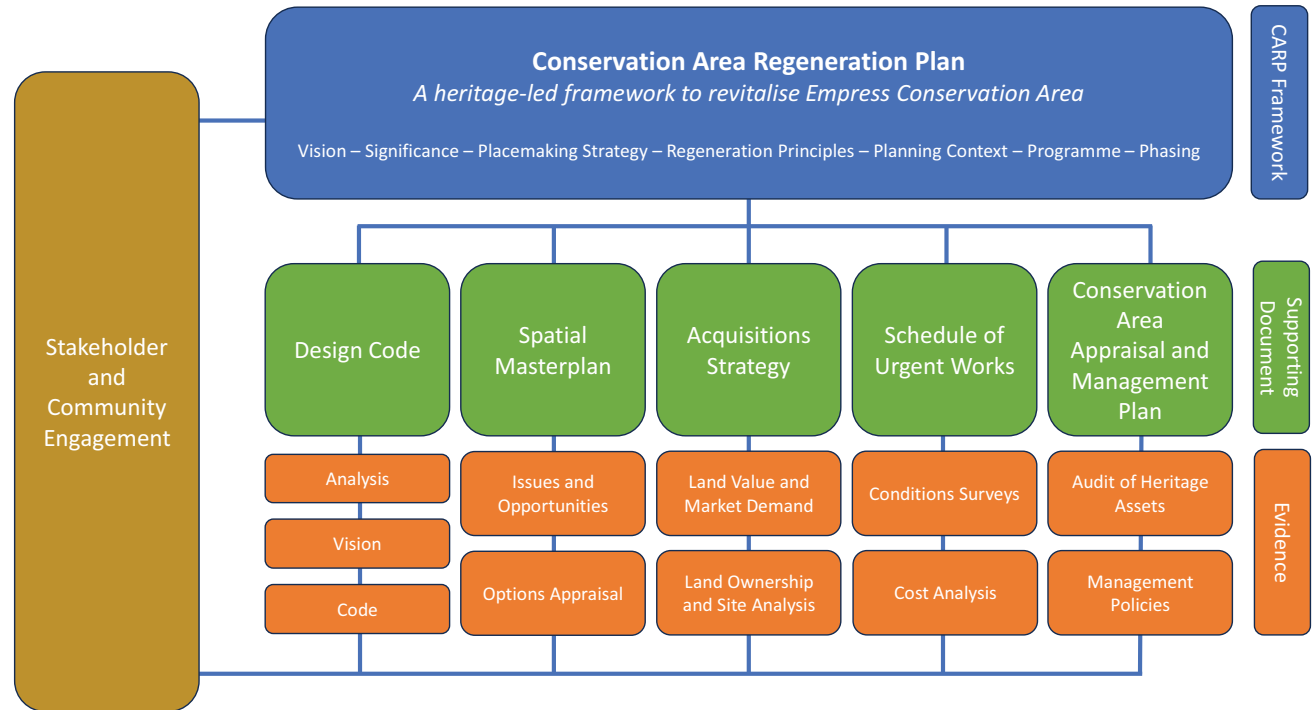 Conservation Area Regeneration Plan
A heritage-led framework to revitalise Empress Conservation Area
Vision – Significance – Placemaking Strategy – Regeneration Principles – Planning Context – Programme – Phasing
CARP Framework
Stakeholder
and
Community
Engagement
Design Code
Spatial
Masterplan
Acquisitions
Strategy
Schedule of
Urgent Works
Conservation
Area
Appraisal and
Management
Plan
Supporting
Document
Analysis
Vision
Code
Issues and
Opportunities
Options Appraisal
Land Value and
Market Demand
Land Ownership
and Site Analysis
Conditions Surveys
Cost Analysis
Audit of Heritage
Assets
Management
Policies
Evidence